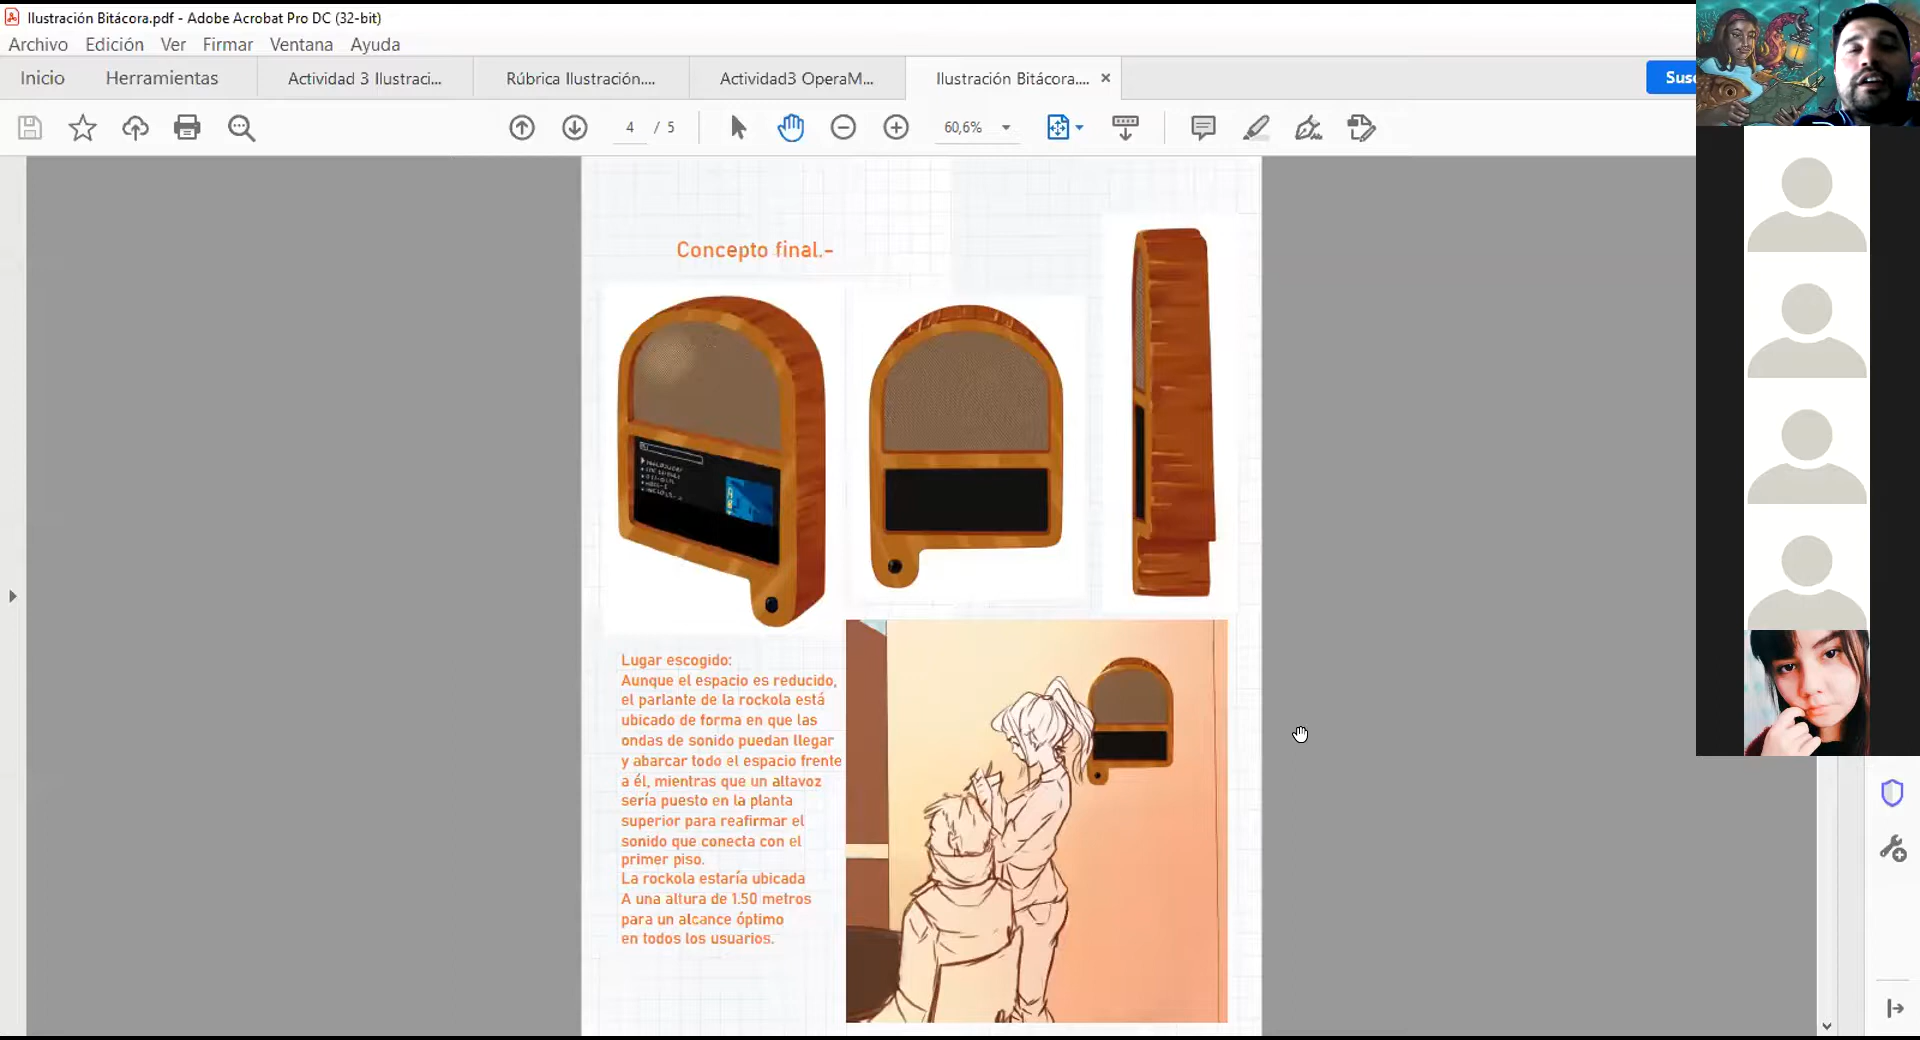 Ilustración Bitácora.pdf - Adobe Acrobat Pro DC (32-bit)
Archivo Edición Ver Firmar Ventana Ayuda
Inicio Herramientas Actividad 3 Ilustraci... Rúbrica Ilustración.... Actividad3 OperaM... Ilustración Bitácora.... ×
4 / 5 60,6%
Concepto final.-
Lugar escogido:
Aunque el espacio es reducido,
el parlante de la rockola está
ubicado de forma en que las
ondas de sonido puedan llegar
y abarcar todo el espacio frente
a él, mientras que un altavoz
sería puesto en la planta
superior para reafirmar el
sonido que conecta con el
primer piso.
La rockola estaría ubicada
A una altura de 1.50 metros
para un alcance óptimo
en todos los usuarios.